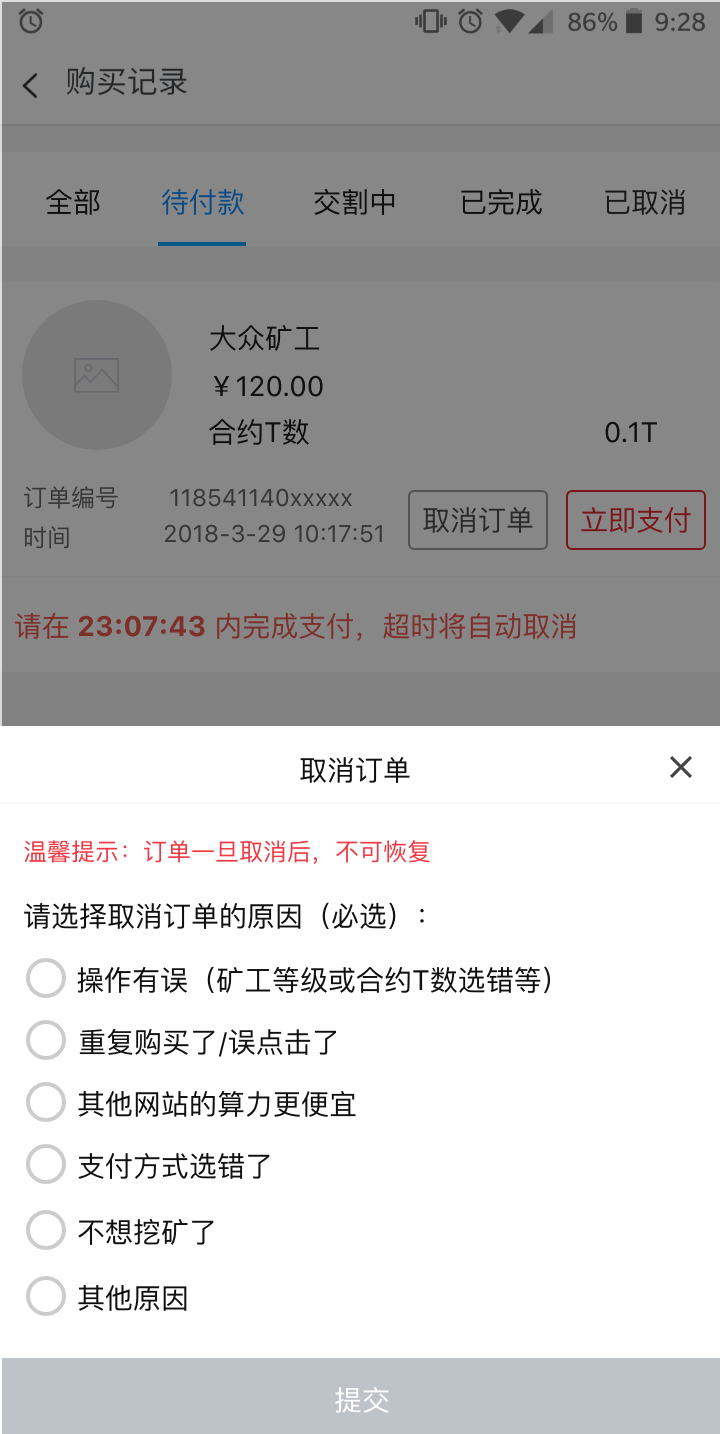 86% 9:28
购买记录
全部 待付款 交割中 已完成 已取消
大众矿工
￥120.00
合约T数 0.1T
订单编号 118541140xxxxx
时间 2018-3-29 10:17:51
取消订单 立即支付
请在 23:07:43 内完成支付，超时将自动取消
取消订单
温馨提示：订单一旦取消后，不可恢复
请选择取消订单的原因（必选）：
操作有误（矿工等级或合约T数选错等）
重复购买了/误点击了
其他网站的算力更便宜
支付方式选错了
不想挖矿了
其他原因
提交